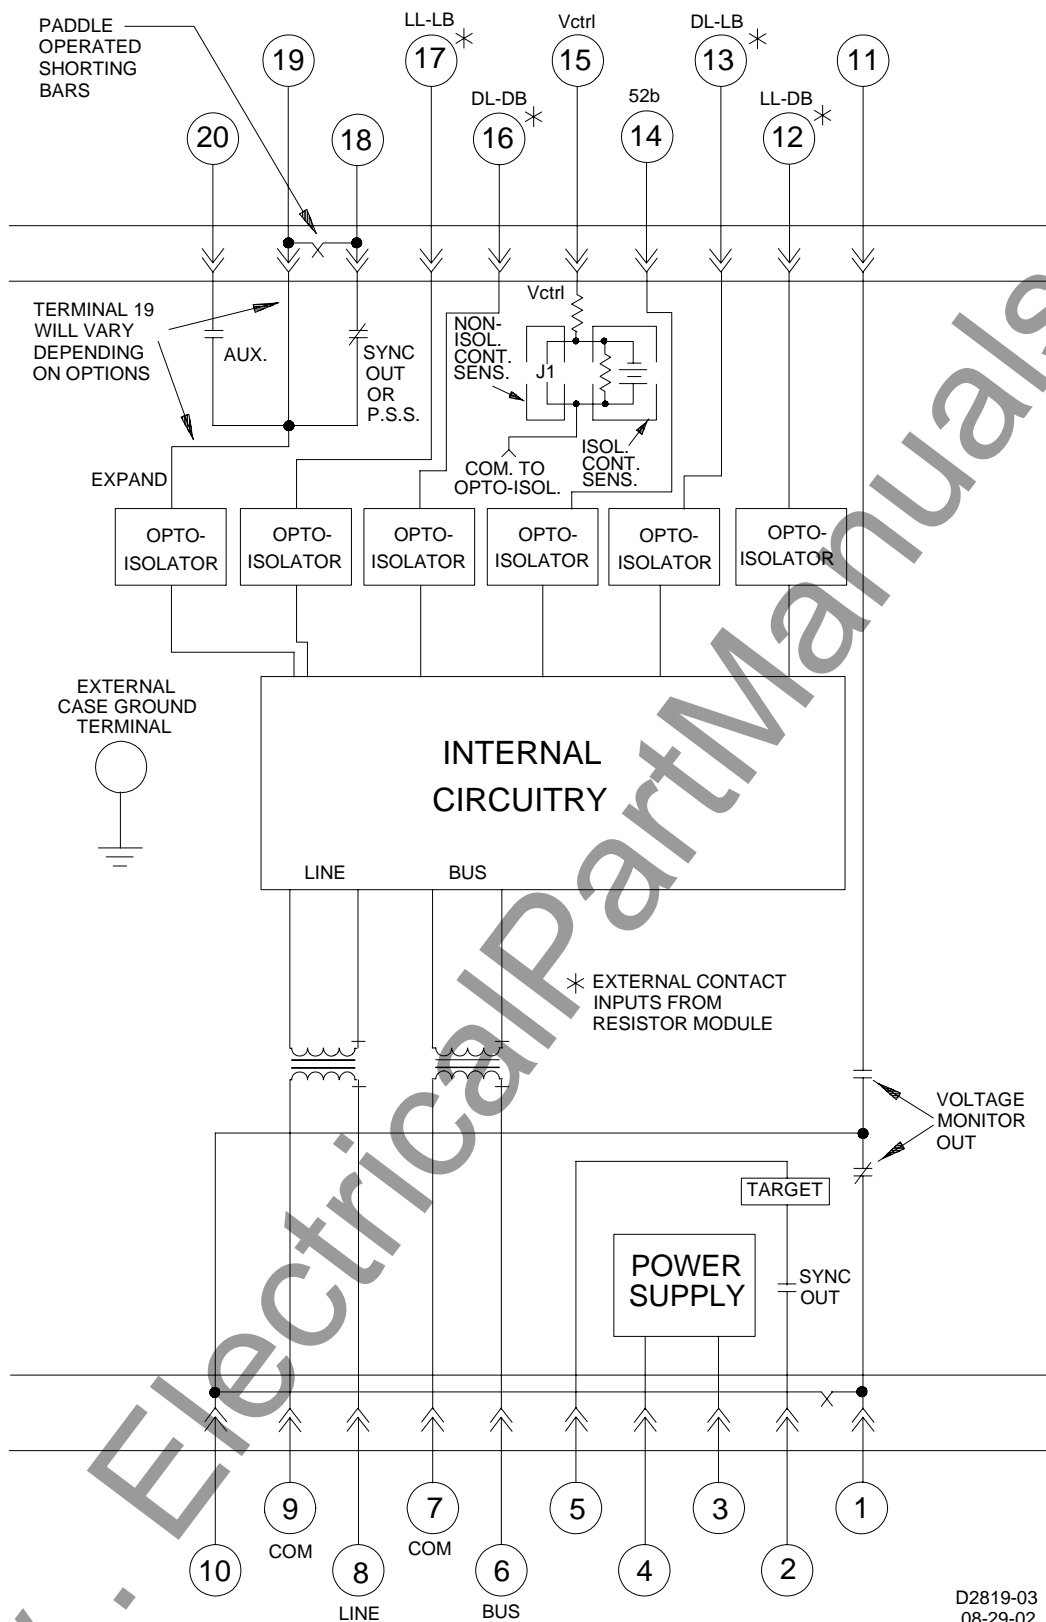 PADDLE
OPERATED
SHORTING
BARS
LL-LB
Vctrl
DL-LB
19
17
15
13
11
DL-DB
52b
LL-DB
20
18
16
14
12
TERMINAL 19
WILL VARY
DEPENDING
ON OPTIONS
AUX.
SYNC
OUT
OR
P.S.S.
Vctrl
NON-
ISOL.
CONT.
SENS.
J1
ISOL.
CONT.
SENS.
COM. TO
OPTO-ISOL.
EXPAND
OPTO-
ISOLATOR
OPTO-
ISOLATOR
OPTO-
ISOLATOR
OPTO-
ISOLATOR
OPTO-
ISOLATOR
OPTO-
ISOLATOR
EXTERNAL
CASE GROUND
TERMINAL
INTERNAL
CIRCUITRY
LINE
BUS
EXTERNAL CONTACT
INPUTS FROM
RESISTOR MODULE
VOLTAGE
MONITOR
OUT
TARGET
POWER
SUPPLY
SYNC
OUT
9
7
5
3
1
COM
COM
10
8
6
4
2
LINE
BUS
D2819-03
08-29-02
. ElectricalPartManuals